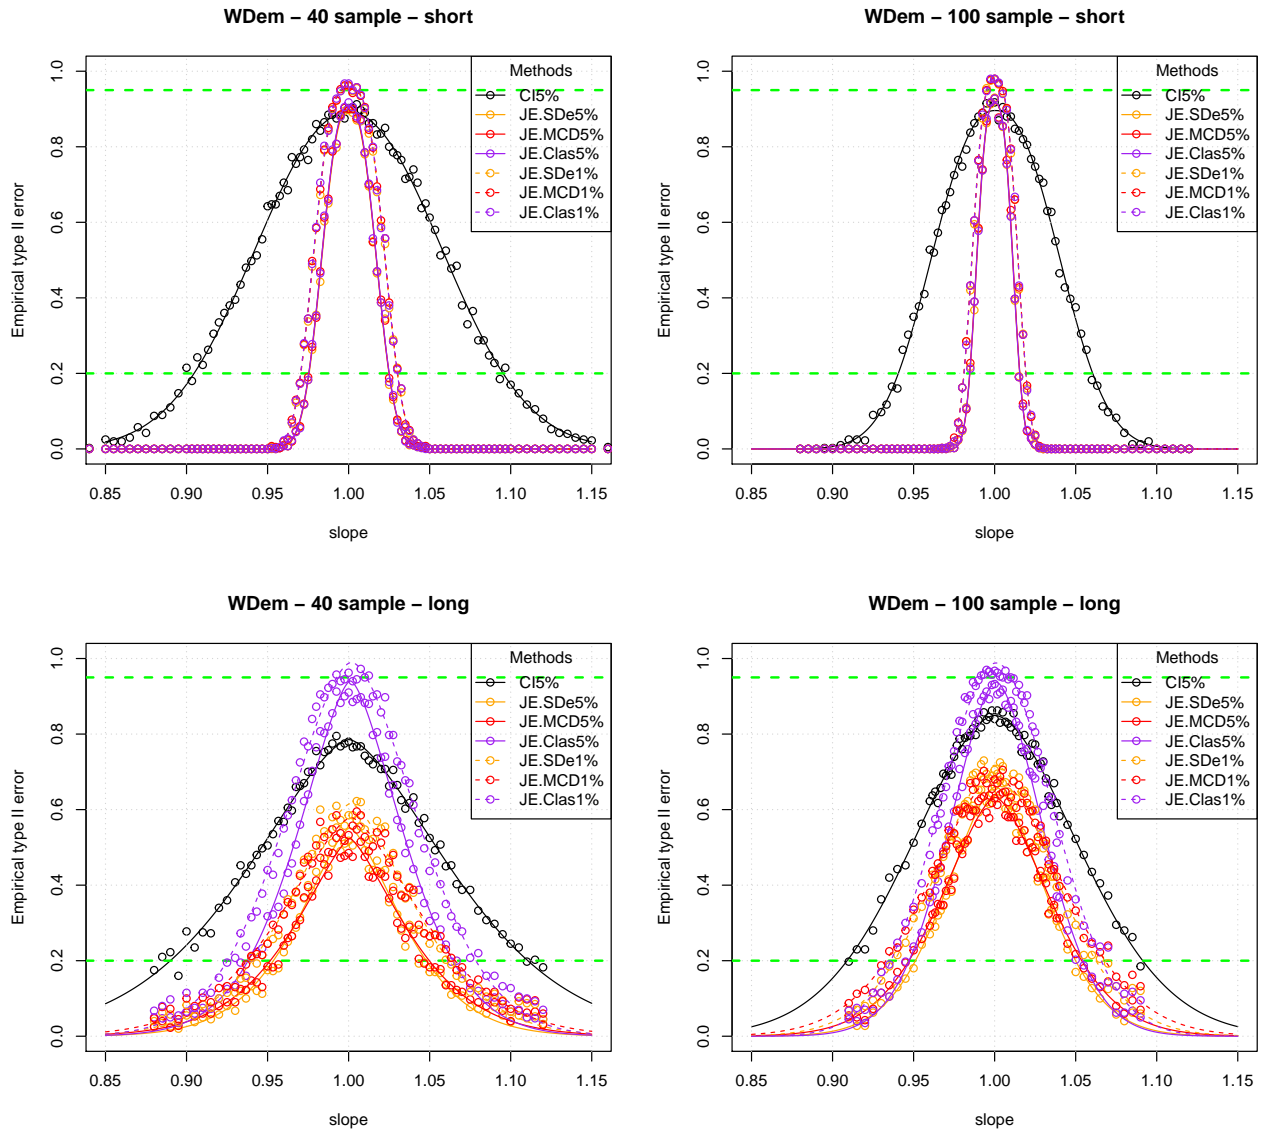 WDem − 40 sample − short
Empirical type II error
1.0
0.8
0.6
0.4
0.2
0.0
Methods
CI5%
JE.SDe5%
JE.MCD5%
JE.Clas5%
JE.SDe1%
JE.MCD1%
JE.Clas1%
0.85 0.90 0.95 1.00 1.05 1.10 1.15
slope
WDem − 100 sample − short
Empirical type II error
1.0
0.8
0.6
0.4
0.2
0.0
Methods
CI5%
JE.SDe5%
JE.MCD5%
JE.Clas5%
JE.SDe1%
JE.MCD1%
JE.Clas1%
0.85 0.90 0.95 1.00 1.05 1.10 1.15
slope
WDem − 40 sample − long
Empirical type II error
1.0
0.8
0.6
0.4
0.2
0.0
Methods
CI5%
JE.SDe5%
JE.MCD5%
JE.Clas5%
JE.SDe1%
JE.MCD1%
JE.Clas1%
0.85 0.90 0.95 1.00 1.05 1.10 1.15
slope
WDem − 100 sample − long
Empirical type II error
1.0
0.8
0.6
0.4
0.2
0.0
Methods
CI5%
JE.SDe5%
JE.MCD5%
JE.Clas5%
JE.SDe1%
JE.MCD1%
JE.Clas1%
0.85 0.90 0.95 1.00 1.05 1.10 1.15
slope